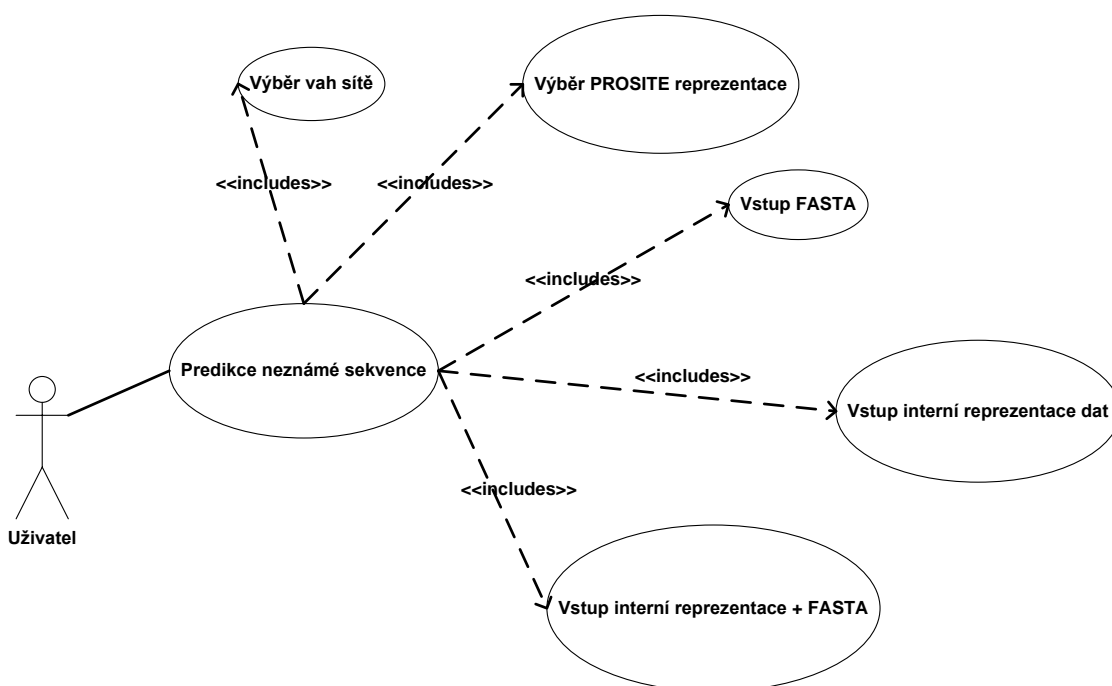 Výběr vah sítě
Výběr PROSITE reprezentace
<<includes>>
<<includes>>
Vstup FASTA
<<includes>>
Predikce neznámé sekvence
<<includes>>
Vstup interní reprezentace dat
<<includes>>
Uživatel
Vstup interní reprezentace + FASTA